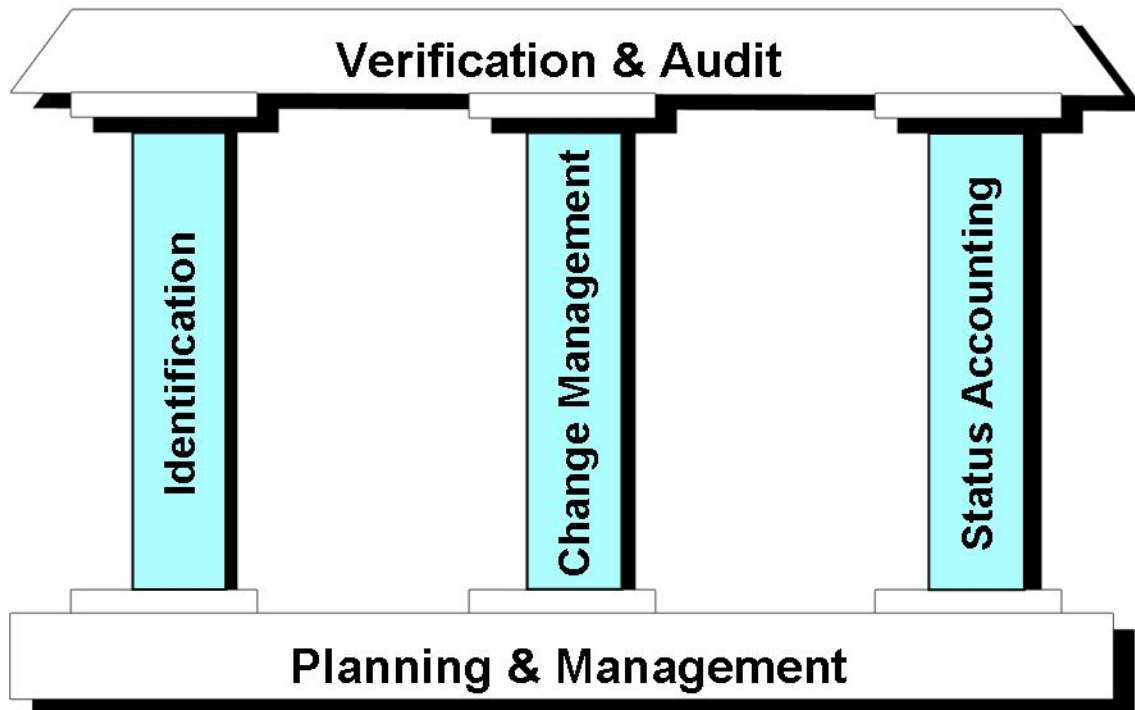 Verification & Audit
Identification
Change Management
Status Accounting
Planning & Management